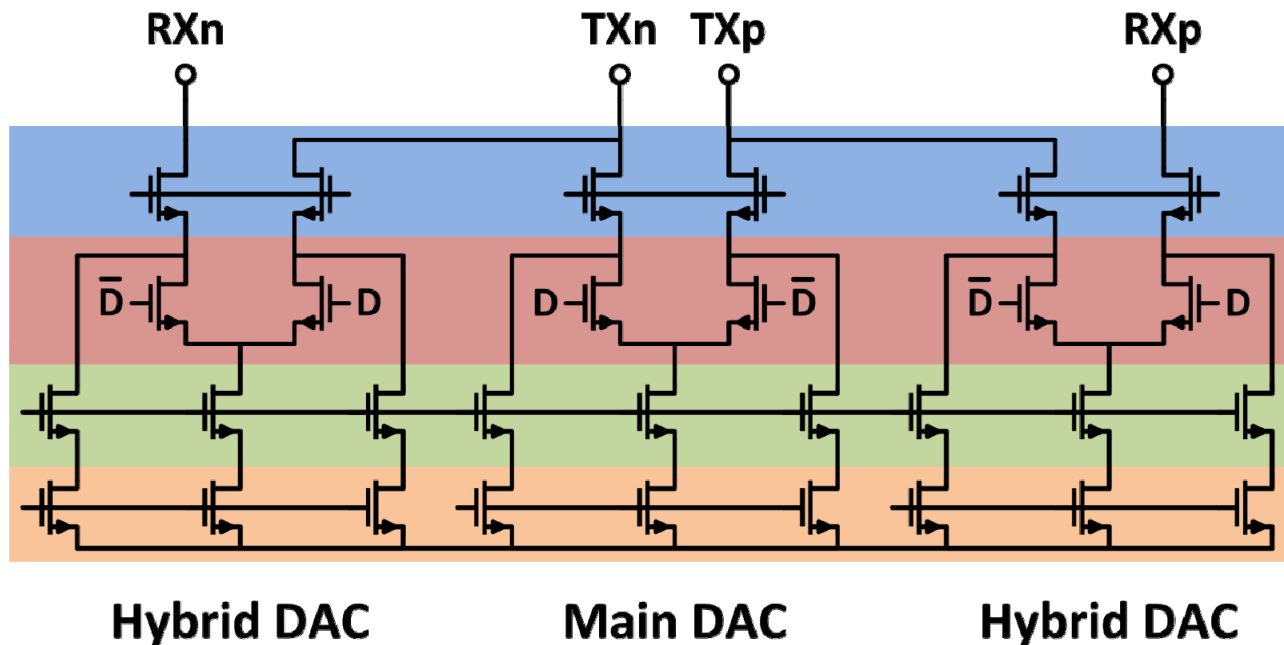 RXn TXn TXp RXp
D̅ D D D̅ D̅ D
Hybrid DAC Main DAC Hybrid DAC